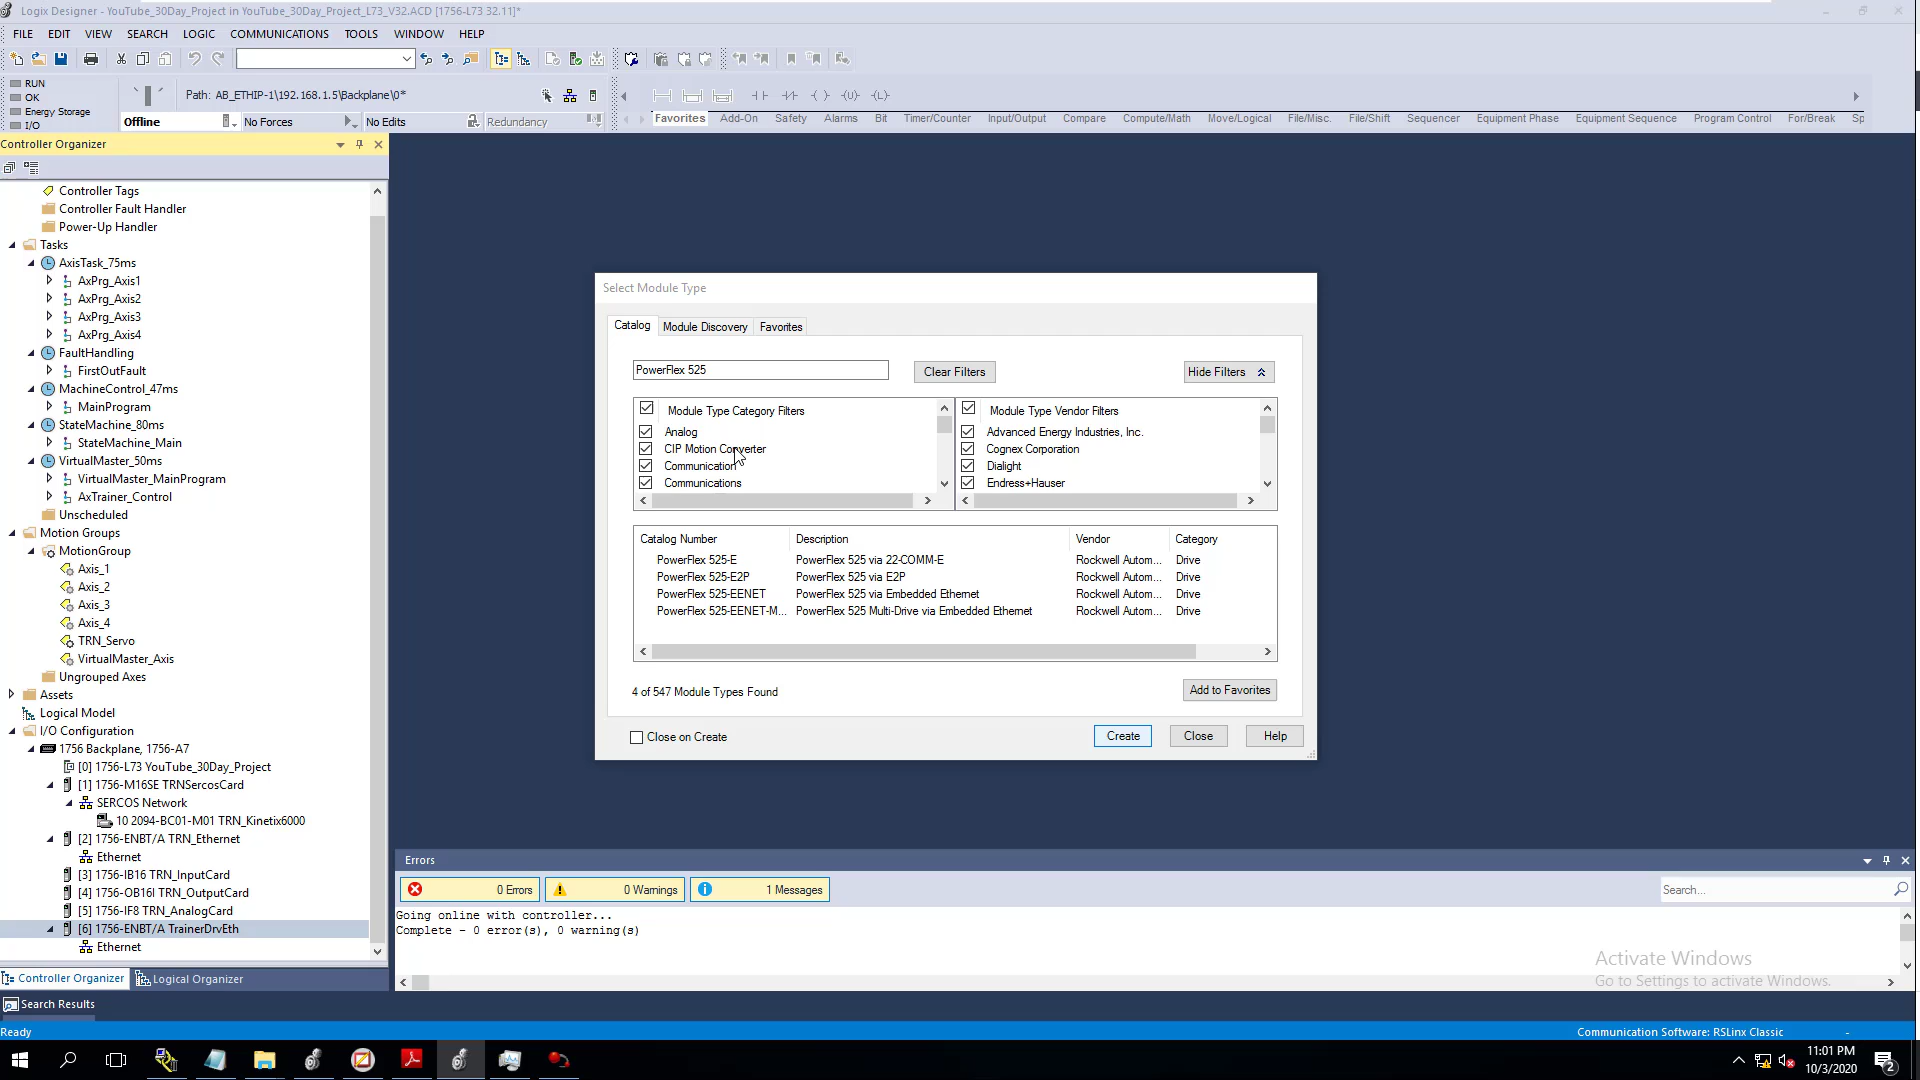 Logix Designer - YouTube_30Day_Project in YouTube_30Day_Project_L73_V32.ACD [1756-L73 32.11]*
FILE EDIT VIEW SEARCH LOGIC COMMUNICATIONS TOOLS WINDOW HELP
RUN
OK
Energy Storage
I/O
Path: AB_ETHIP-1\192.168.1.5\Backplane\0*
Offline No Forces No Edits Redundancy
Favorites Add-On Safety Alarms Bit Timer/Counter Input/Output Compare Compute/Math Move/Logical File/Misc. File/Shift Sequencer Equipment Phase Equipment Sequence Program Control For/Break Sp
Controller Organizer
Controller Tags
Controller Fault Handler
Power-Up Handler
Tasks
AxisTask_75ms
AxPrg_Axis1
AxPrg_Axis2
AxPrg_Axis3
AxPrg_Axis4
FaultHandling
FirstOutFault
MachineControl_47ms
MainProgram
StateMachine_80ms
StateMachine_Main
VirtualMaster_50ms
VirtualMaster_MainProgram
AxTrainer_Control
Unscheduled
Motion Groups
MotionGroup
Axis_1
Axis_2
Axis_3
Axis_4
TRN_Servo
VirtualMaster_Axis
Ungrouped Axes
Assets
Logical Model
I/O Configuration
1756 Backplane, 1756-A7
[0] 1756-L73 YouTube_30Day_Project
[1] 1756-M16SE TRNSercosCard
SERCOS Network
10 2094-BC01-M01 TRN_Kinetix6000
[2] 1756-ENBT/A TRN_Ethernet
Ethernet
[3] 1756-IB16 TRN_InputCard
[4] 1756-OB16I TRN_OutputCard
[5] 1756-IF8 TRN_AnalogCard
[6] 1756-ENBT/A TrainerDrvEth
Ethernet
Controller Organizer Logical Organizer
Search Results
Select Module Type
Catalog Module Discovery Favorites
PowerFlex 525 Clear Filters Hide Filters
Module Type Category Filters
Analog
CIP Motion Converter
Communication
Communications
Module Type Vendor Filters
Advanced Energy Industries, Inc.
Cognex Corporation
Dialight
Endress+Hauser
Catalog Number Description Vendor Category
PowerFlex 525-E PowerFlex 525 via 22-COMM-E Rockwell Autom... Drive
PowerFlex 525-E2P PowerFlex 525 via E2P Rockwell Autom... Drive
PowerFlex 525-EENET PowerFlex 525 via Embedded Ethernet Rockwell Autom... Drive
PowerFlex 525-EENET-M... PowerFlex 525 Multi-Drive via Embedded Ethernet Rockwell Autom... Drive
4 of 547 Module Types Found Add to Favorites
Close on Create Create Close Help
Errors
0 Errors 0 Warnings 1 Messages Search...
Going online with controller...
Complete - 0 error(s), 0 warning(s)
Activate Windows
Go to Settings to activate Windows.
Ready Communication Software: RSLinx Classic
11:01 PM
10/3/2020
2